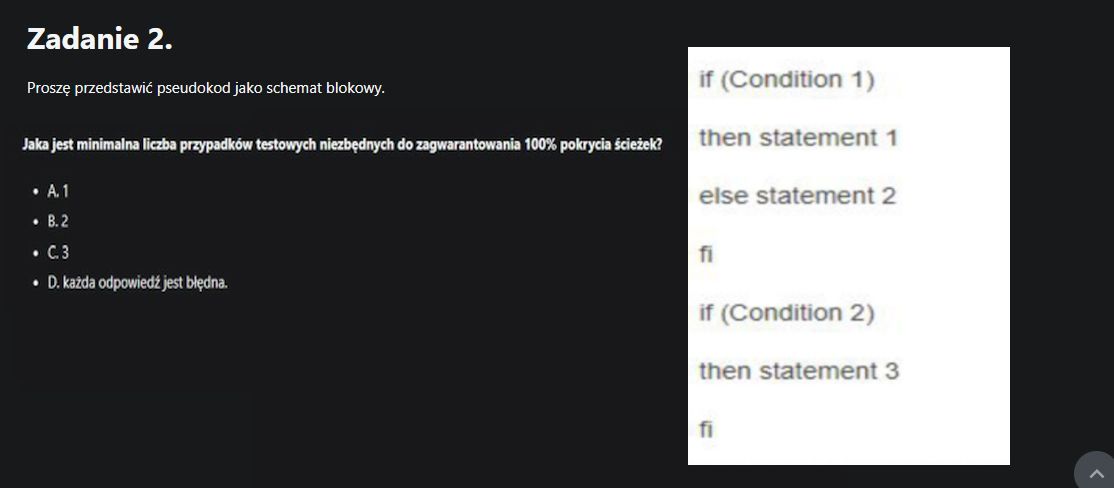 Zadanie 2.
Proszę przedstawić pseudokod jako schemat blokowy.
Jaka jest minimalna liczba przypadków testowych niezbędnych do zagwarantowania 100% pokrycia ścieżek?
• A. 1
• B. 2
• C. 3
• D. każda odpowiedź jest błędna.
if (Condition 1)
then statement 1
else statement 2
fi
if (Condition 2)
then statement 3
fi